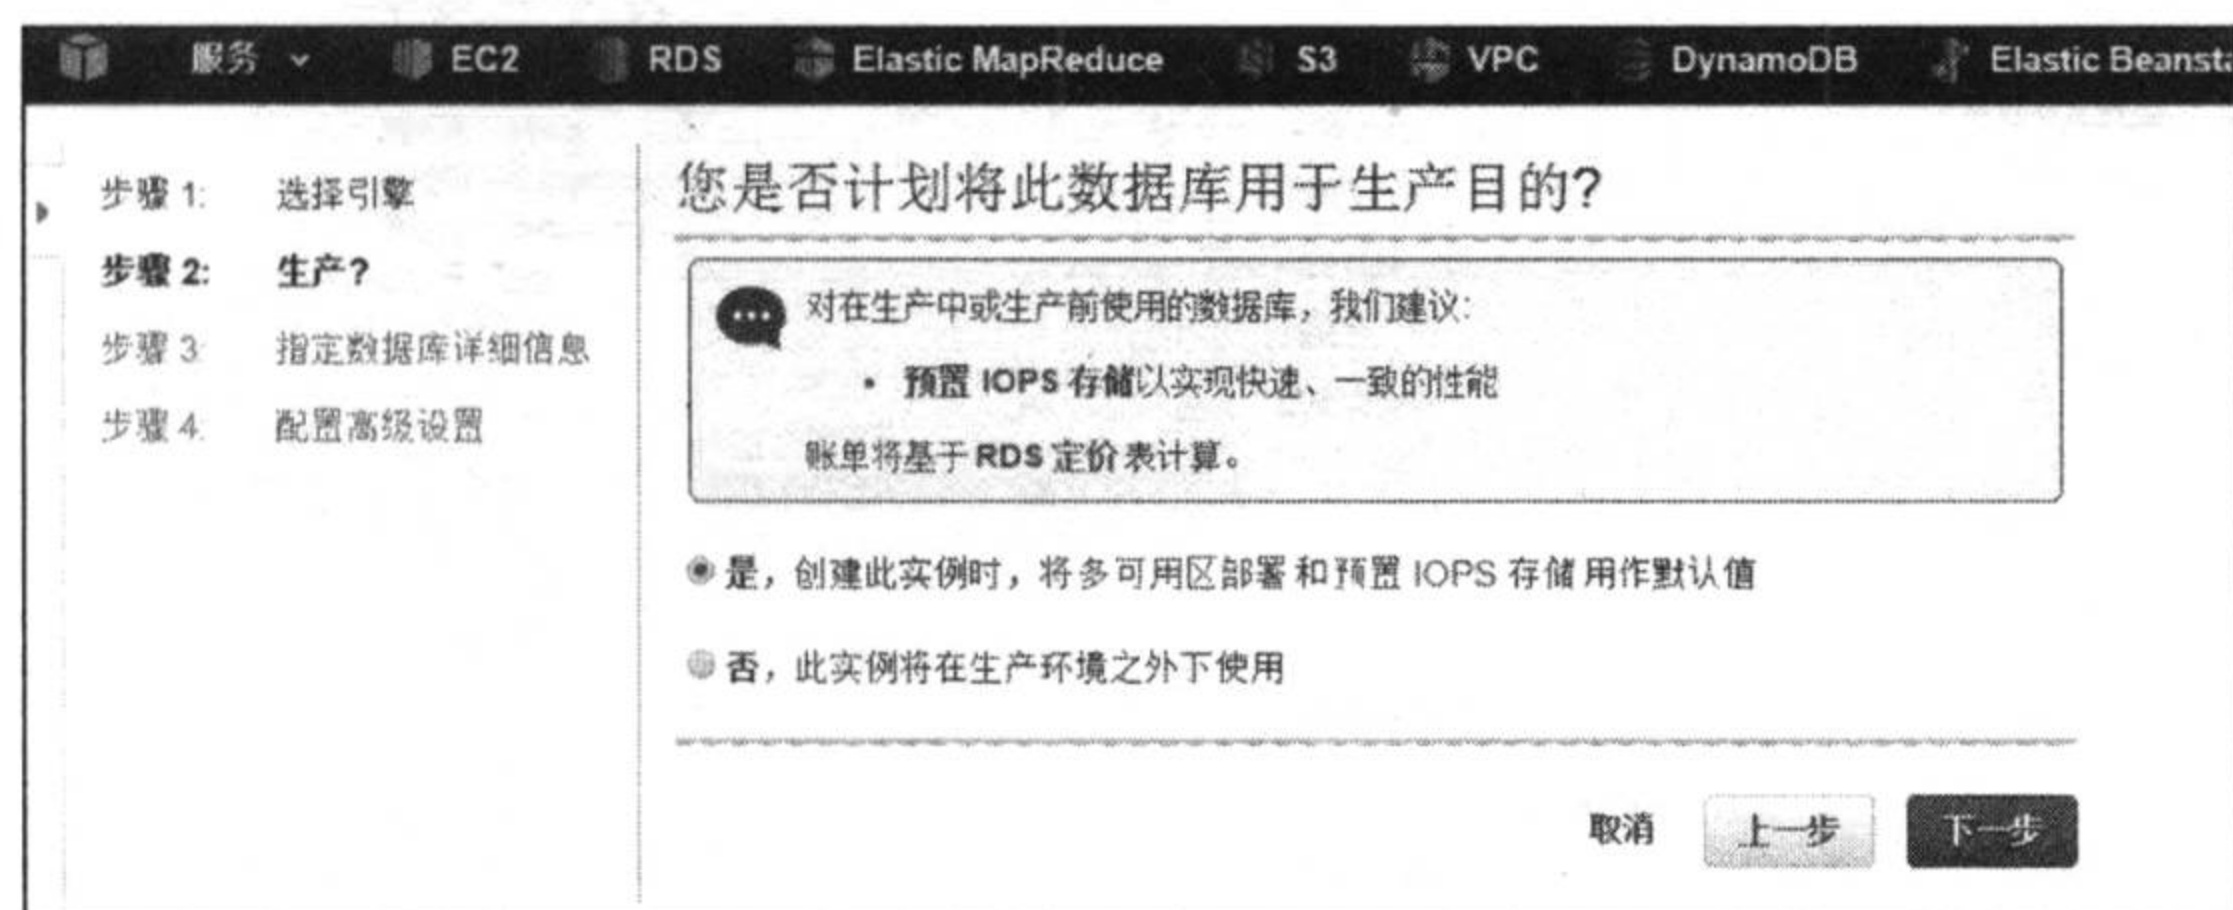 服务 EC2 RDS Elastic MapReduce S3 VPC DynamoDB Elastic Beansta
步骤 1: 选择引擎
步骤 2: 生产?
步骤 3: 指定数据库详细信息
步骤 4: 配置高级设置
您是否计划将此数据库用于生产目的?
对在生产中或生产前使用的数据库，我们建议:
• 预置 IOPS 存储以实现快速、一致的性能
账单将基于 RDS 定价 表计算。
是，创建此实例时，将多可用区部署 和 预置 IOPS 存储 用作默认值
否，此实例将在生产环境之外下使用
取消 上一步 下一步